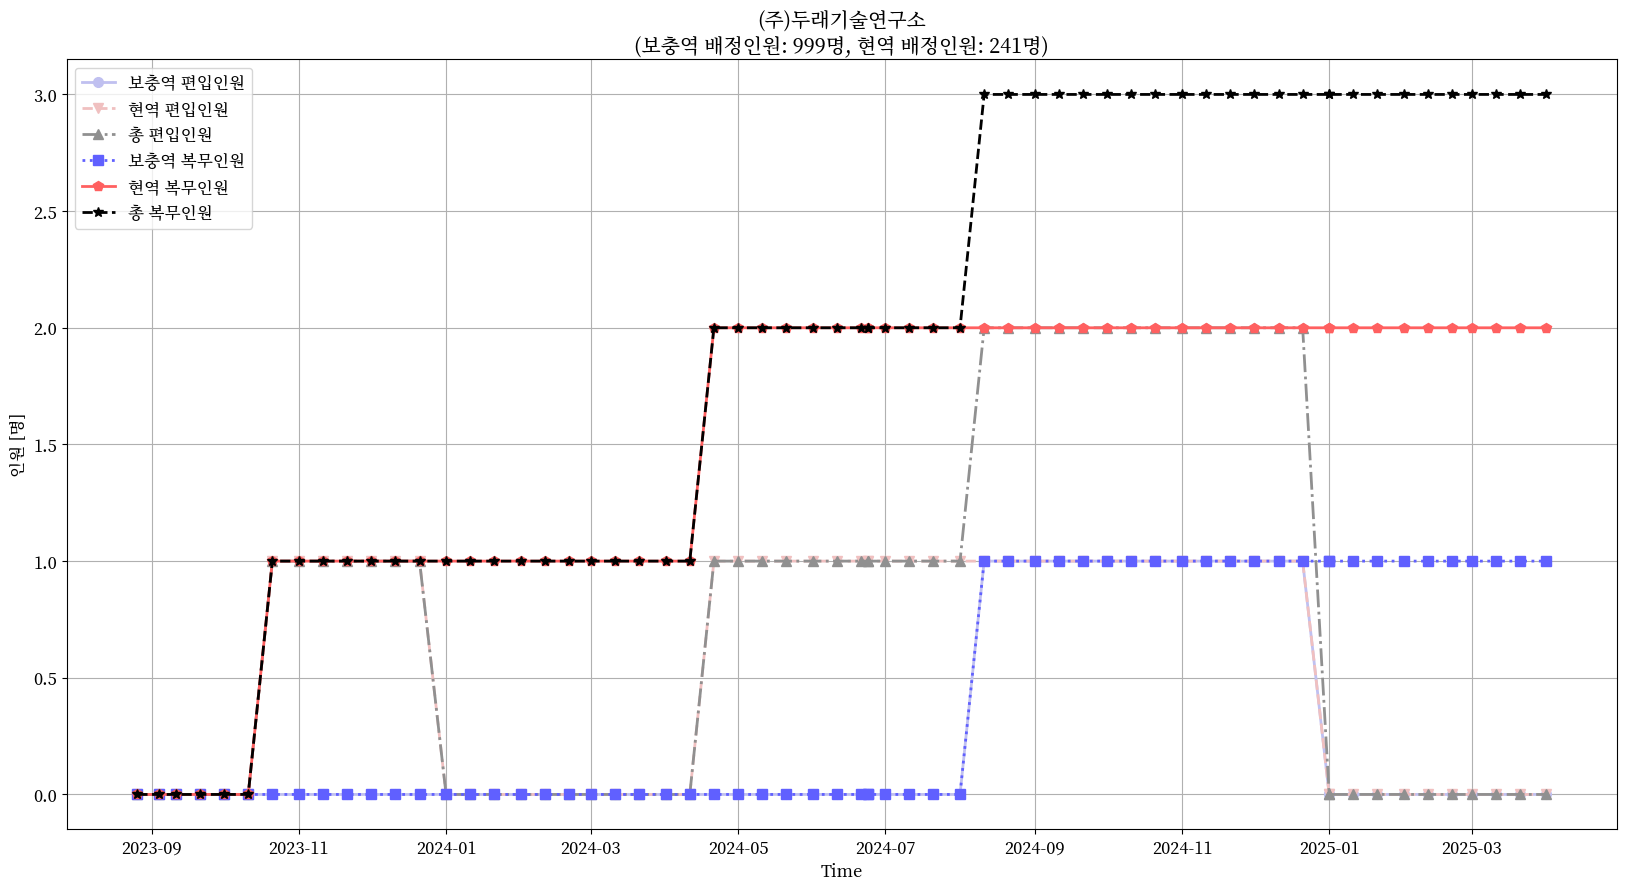 (주)두래기술연구소
(보충역 배정인원: 999명, 현역 배정인원: 241명)
보충역 편입인원
현역 편입인원
총 편입인원
보충역 복무인원
현역 복무인원
총 복무인원
인원 [명]
3.0
2.5
2.0
1.5
1.0
0.5
0.0
2023-09
2023-11
2024-01
2024-03
2024-05
2024-07
2024-09
2024-11
2025-01
2025-03
Time